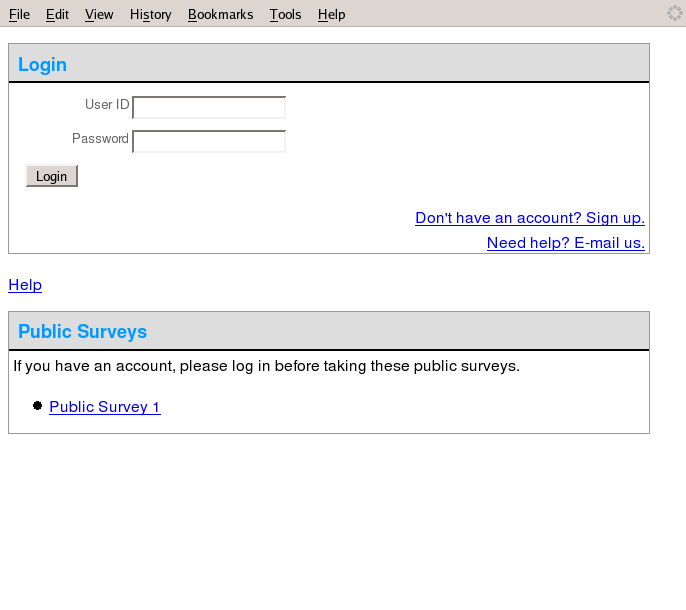 File Edit View History Bookmarks Tools Help
Login
User ID
Password
Login
Don't have an account? Sign up.
Need help? E-mail us.
Help
Public Surveys
If you have an account, please log in before taking these public surveys.
Public Survey 1